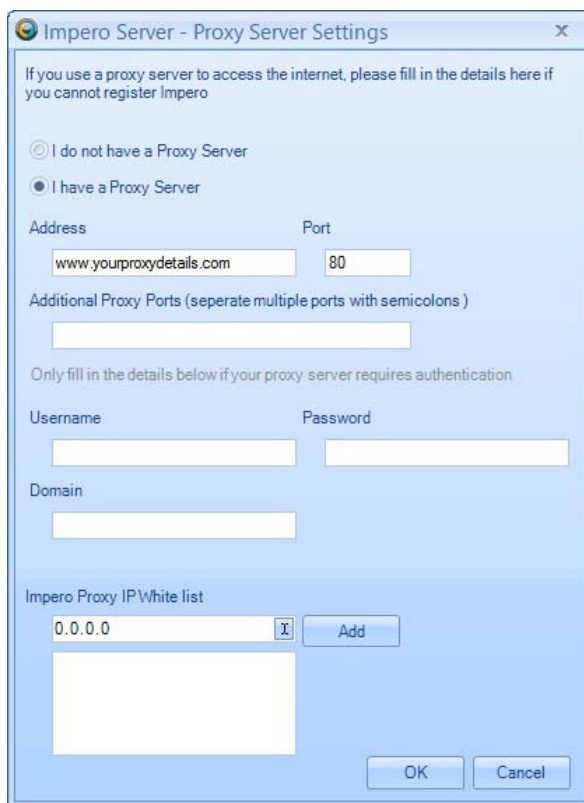 Impero Server - Proxy Server Settings
x
If you use a proxy server to access the internet, please fill in the details here if
you cannot register Impero
I do not have a Proxy Server
I have a Proxy Server
Address Port
www.yourproxydetails.com 80
Additional Proxy Ports (seperate multiple ports with semicolons )
Only fill in the details below if your proxy server requires authentication
Username Password
Domain
Impero Proxy IP White list
0.0.0.0 Add
OK Cancel